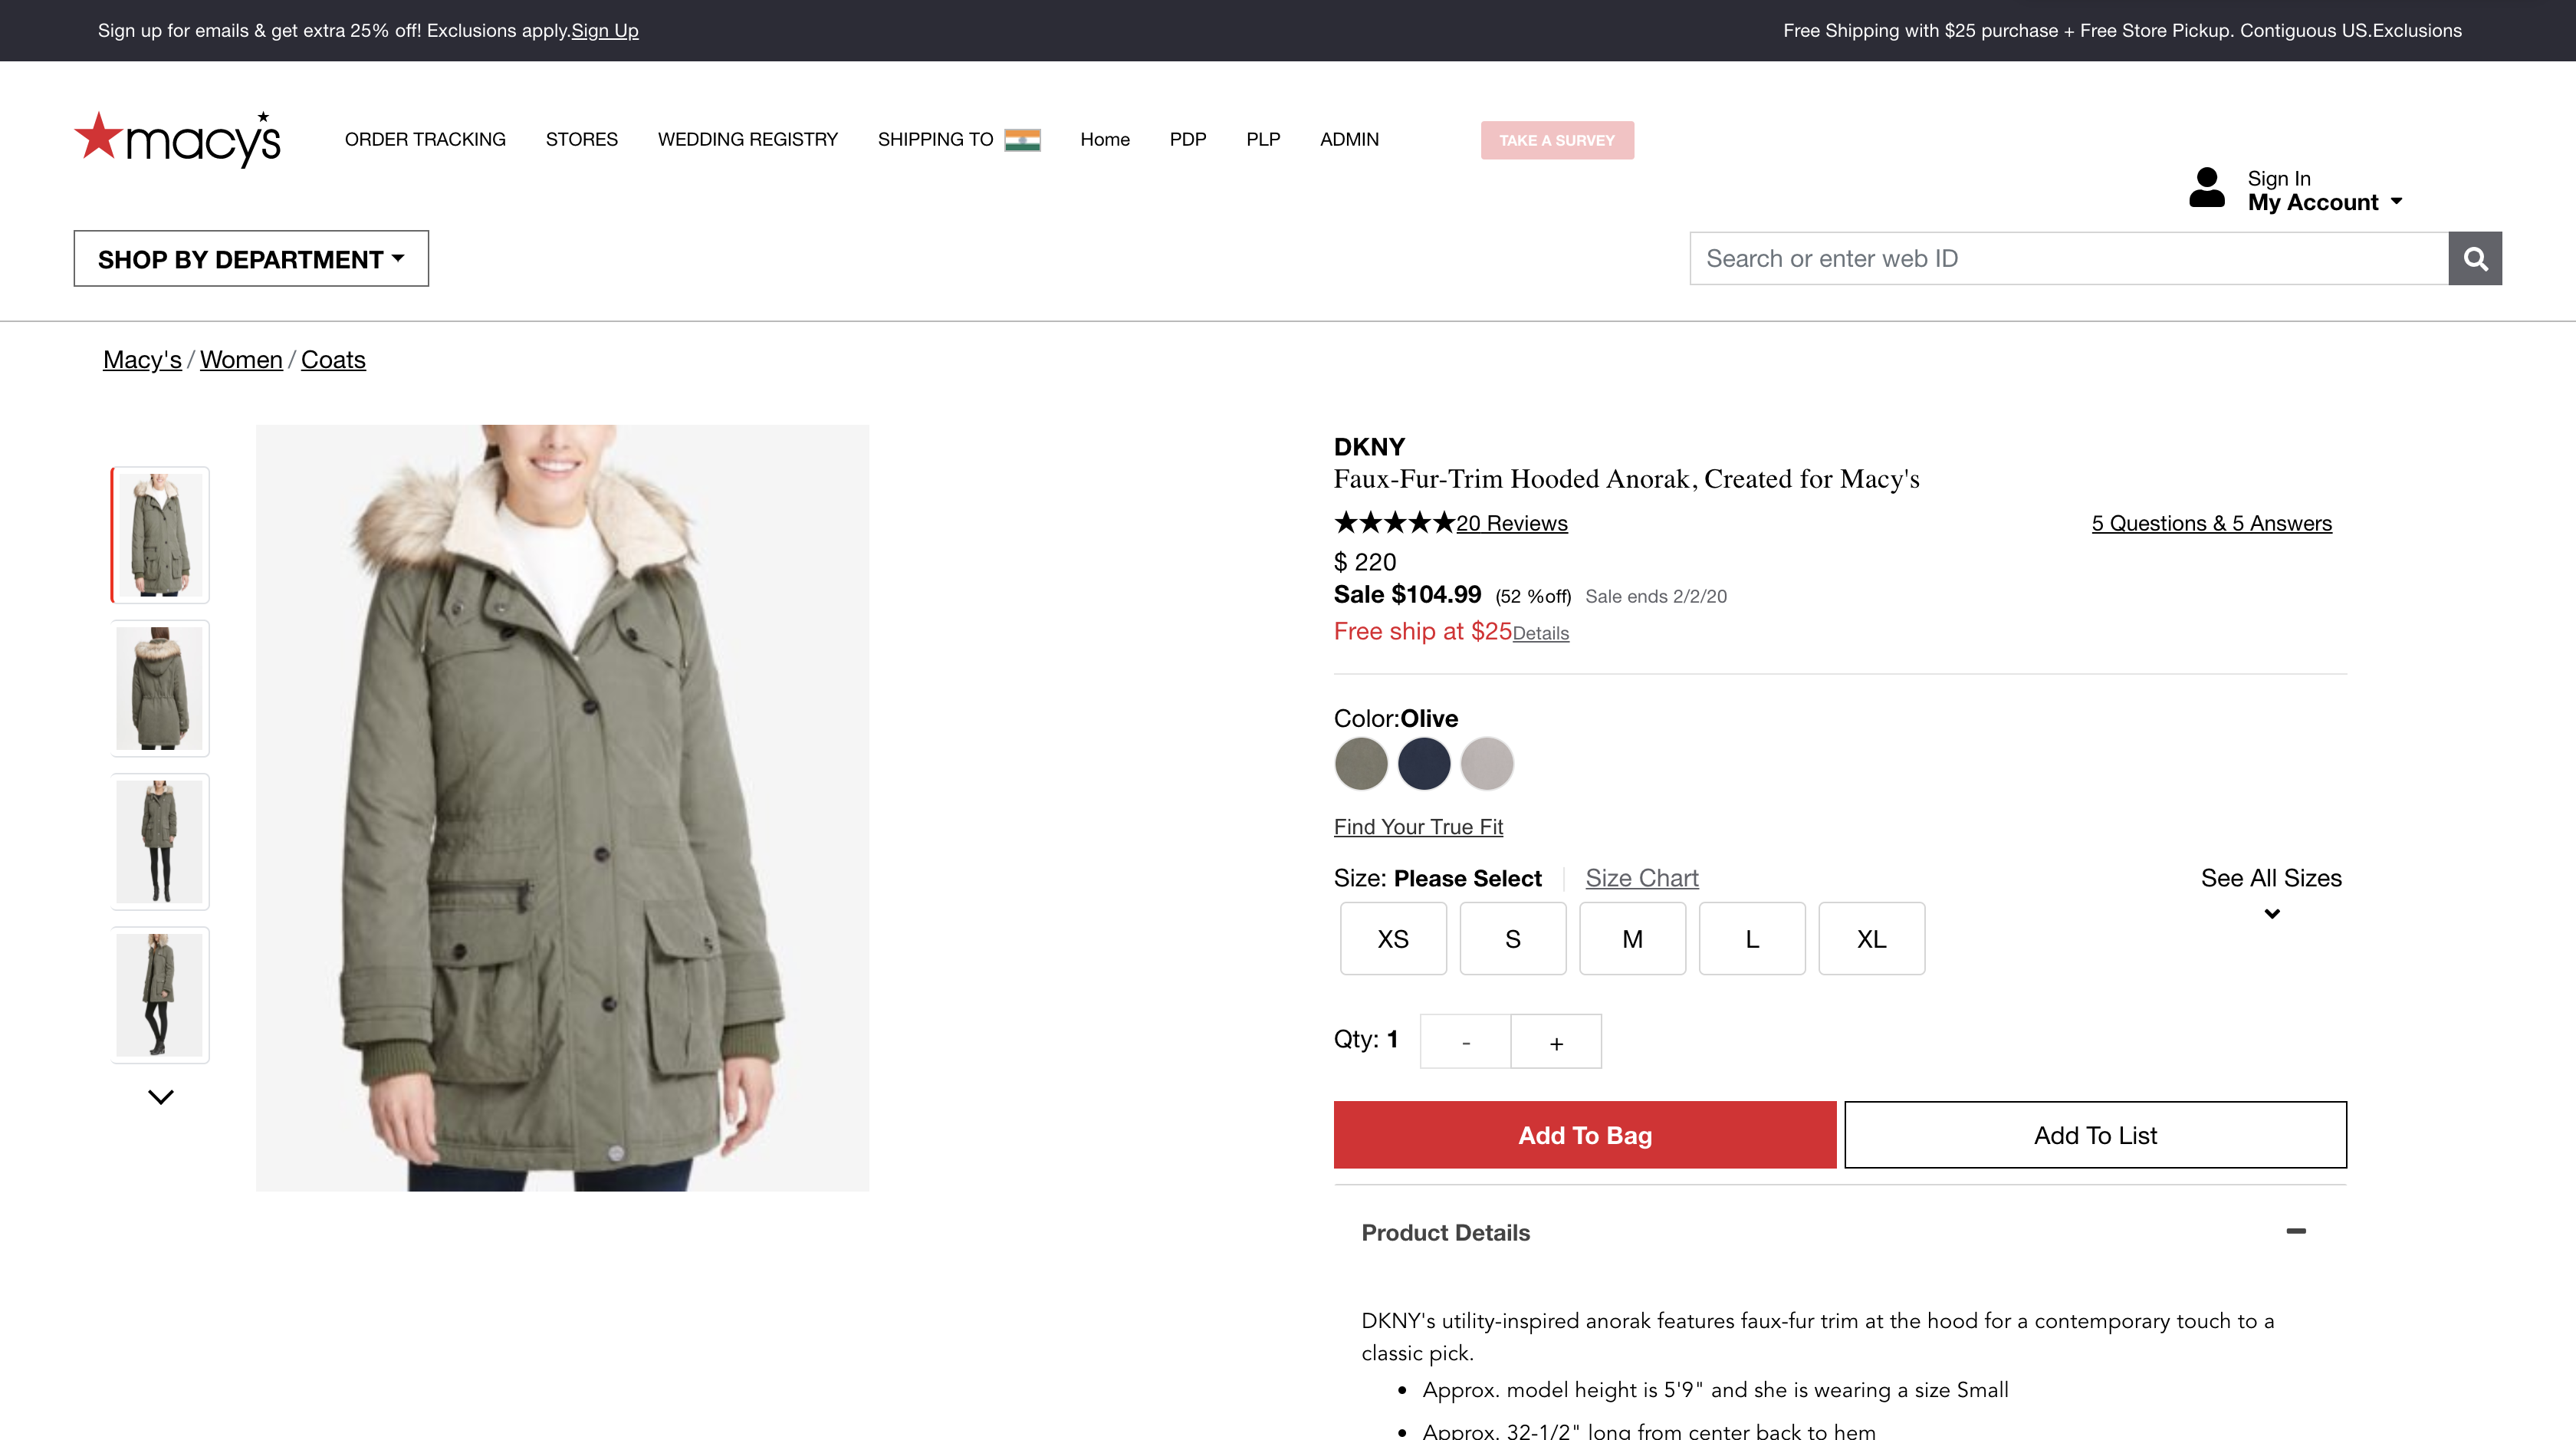 Sign up for emails & get extra 25% off! Exclusions apply.Sign Up
Free Shipping with $25 purchase + Free Store Pickup. Contiguous US.Exclusions
macy's
ORDER TRACKING
STORES
WEDDING REGISTRY
SHIPPING TO
Home
PDP
PLP
ADMIN
TAKE A SURVEY
Sign In
My Account
SHOP BY DEPARTMENT
Search or enter web ID
Macy's / Women / Coats
DKNY
Faux-Fur-Trim Hooded Anorak, Created for Macy's
★★★★★20 Reviews
5 Questions & 5 Answers
$ 220
Sale $104.99 (52 %off) Sale ends 2/2/20
Free ship at $25Details
Color:Olive
Find Your True Fit
Size: Please Select
Size Chart
See All Sizes
XS
S
M
L
XL
Qty: 1
-
+
Add To Bag
Add To List
Product Details
DKNY's utility-inspired anorak features faux-fur trim at the hood for a contemporary touch to a
classic pick.
• Approx. model height is 5'9" and she is wearing a size Small
• Approx. 32-1/2" long from center back to hem